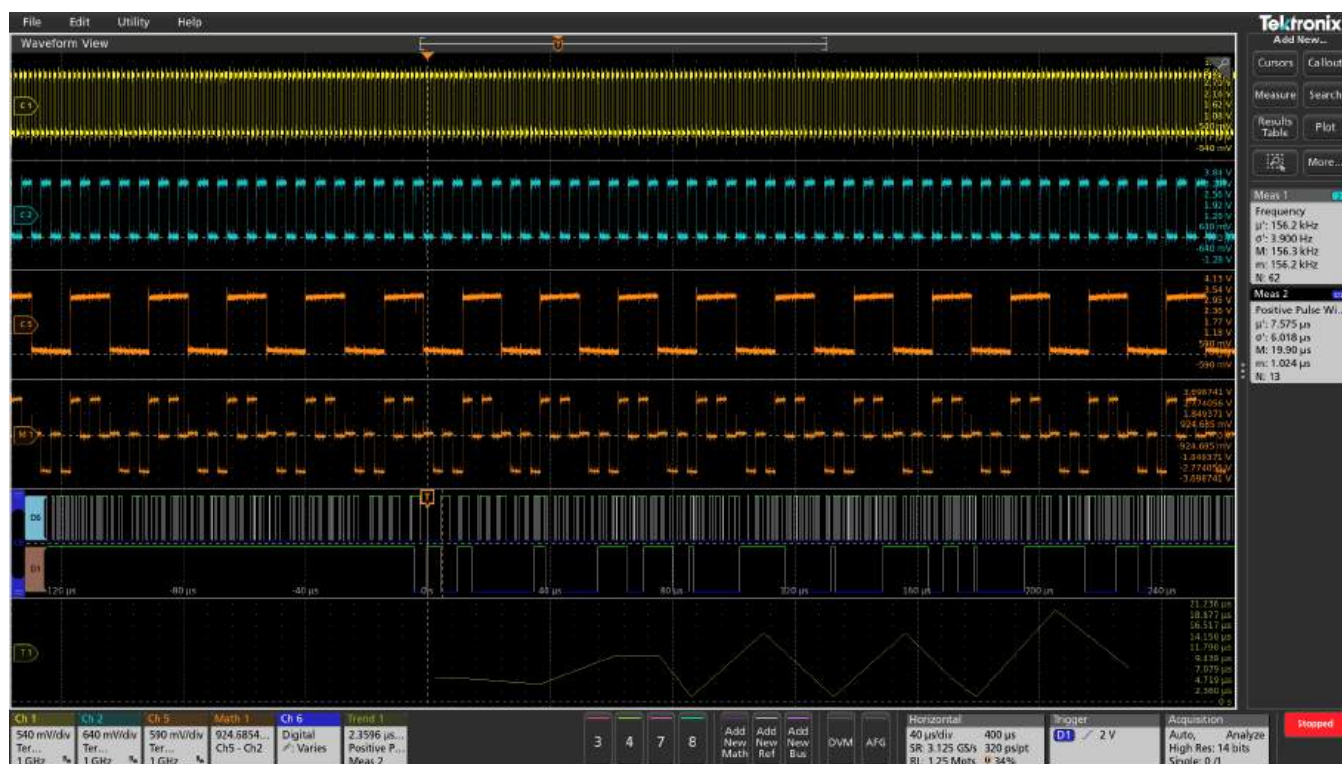 File Edit Utility Help
Tektronix
Waveform View
Add New...
Cursors Callout
Measure Search
Results Table Plot
More...
C1
2.16 V
1.62 V
1.08 V
-540 mV
C2
3.84 V
2.56 V
1.92 V
1.28 V
640 mV
-640 mV
-1.28 V
C5
4.13 V
3.54 V
2.95 V
2.36 V
1.77 V
1.18 V
590 mV
-590 mV
M1
3.698741 V
2.774056 V
1.849371 V
924.685 mV
-924.685 mV
-1.849371 V
-2.774056 V
-3.698741 V
D6
D1
-120 µs -80 µs -40 µs 0s 40 µs 80 µs 120 µs 160 µs 200 µs 240 µs
T1
21.236 µs
18.877 µs
16.517 µs
14.158 µs
11.798 µs
9.439 µs
7.079 µs
4.719 µs
2.360 µs
0 s
Meas 1
Frequency
µ': 156.2 kHz
σ': 3.900 Hz
M: 156.3 kHz
m: 156.2 kHz
N: 62
Meas 2
Positive Pulse Wi...
µ': 7.575 µs
σ': 6.018 µs
M: 19.90 µs
m: 1.024 µs
N: 13
Ch 1
540 mV/div
Ter...
1 GHz
Ch 2
640 mV/div
Ter...
1 GHz
Ch 5
590 mV/div
Ter...
1 GHz
Math 1
924.6854...
Ch5 - Ch2
Ch 6
Digital
Varies
Trend 1
2.3596 µs...
Positive P...
Meas 2
3 4 7 8
Add New Math
Add New Ref
Add New Bus
DVM
AFG
Horizontal
40 µs/div 400 µs
SR: 3.125 GS/s 320 ps/pt
RL: 1.25 Mpts 34%
Trigger
D1 2 V
Acquisition
Auto, Analyze
High Res: 14 bits
Single: 0 /1
Stopped